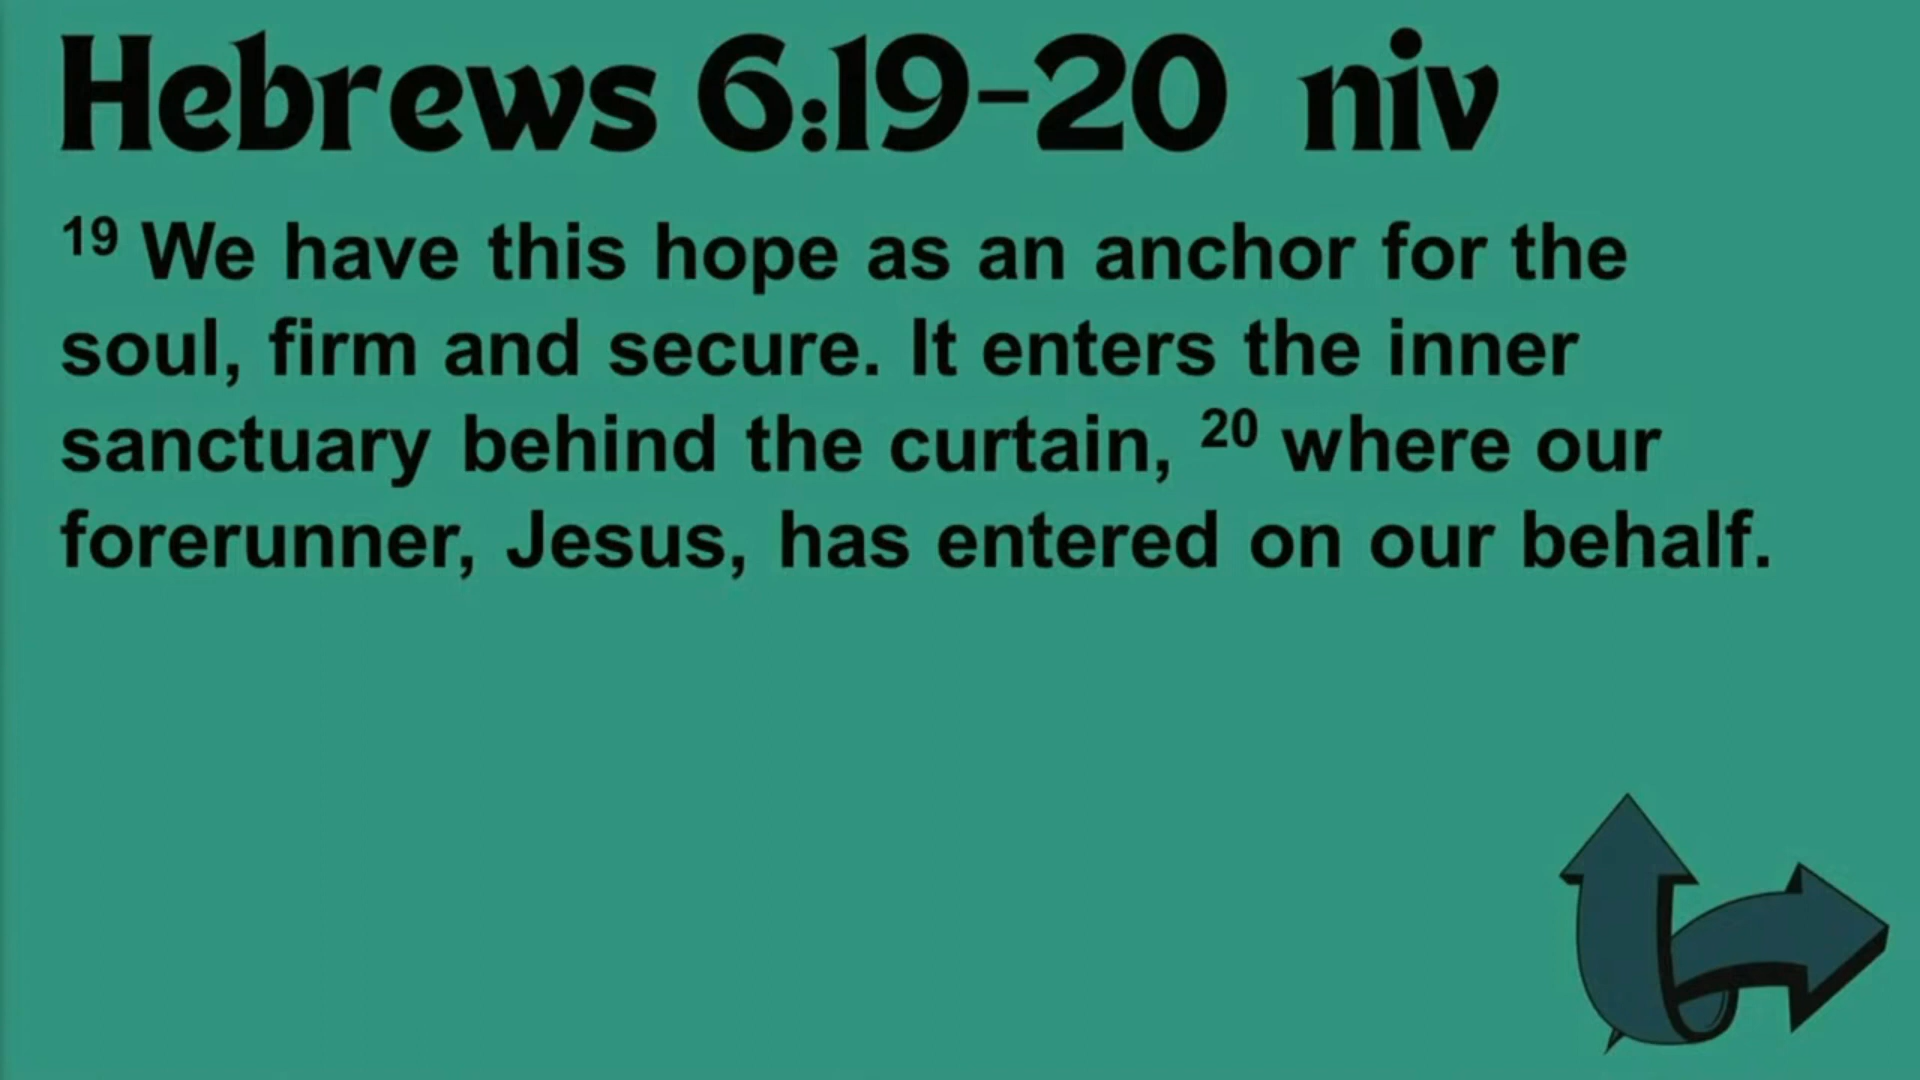 Hebrews 6:19-20 niv
19 We have this hope as an anchor for the
soul, firm and secure. It enters the inner
sanctuary behind the curtain, 20 where our
forerunner, Jesus, has entered on our behalf.